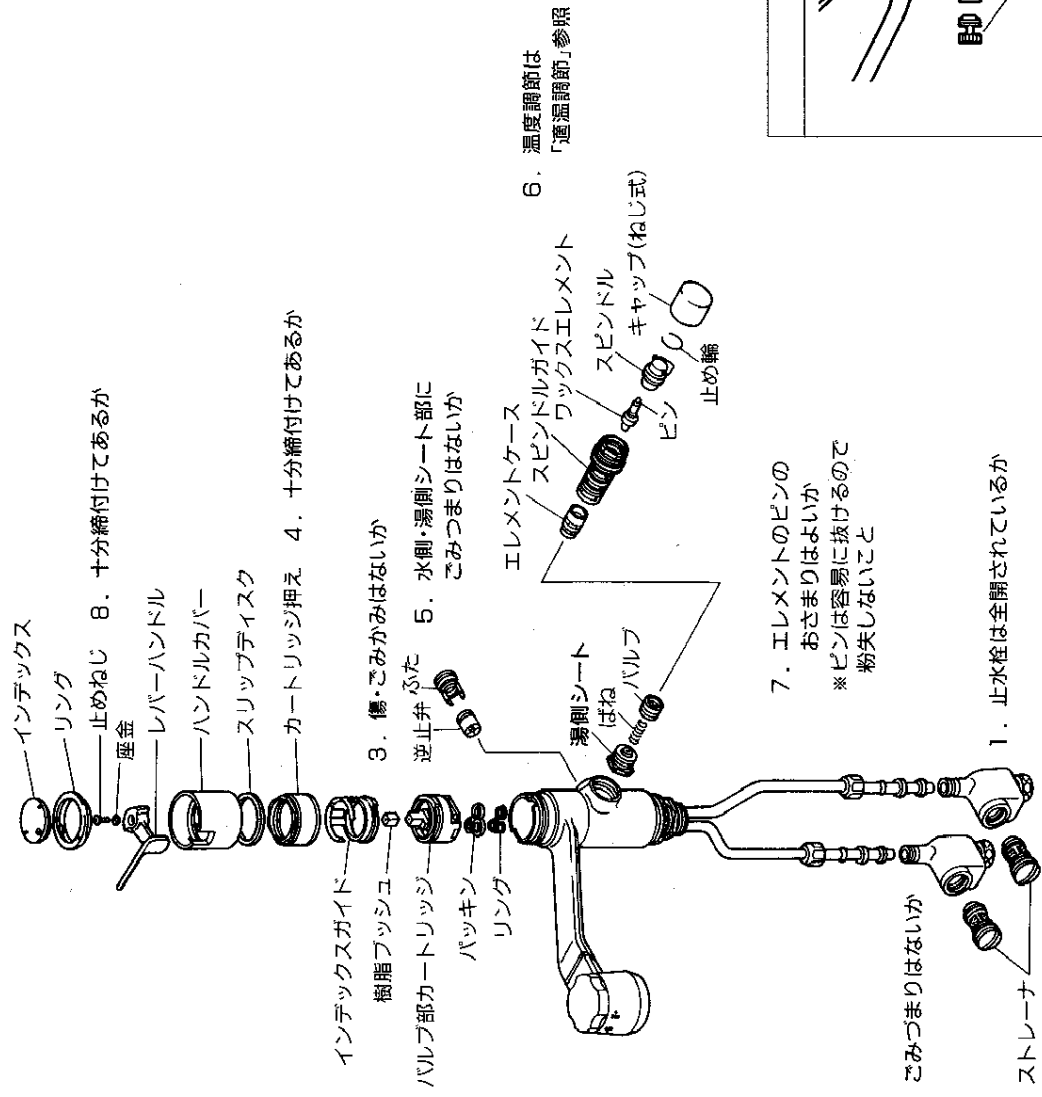 インデックス
リング
止めねじ 8. 十分締付けてあるか
座金
レバーハンドル
ハンドルカバー
スリップディスク
カートリッジ押え 4. 十分締付けてあるか
インデックスガイド
樹脂ブッシュ
バルブ部カートリッジ
パッキン
リング
3. 傷・ごみかみはないか
逆止弁 ふた
5. 水側・湯側シート部に
ごみつまりはないか
湯側シート
ばね
バルブ
エレメントケース
スピンドルガイド
ワックスエレメント
スピンドル
キャップ(ねじ式)
ピン
止め輪
6. 温度調節は
「適温調節」参照
7. エレメントのピンの
おさまりはよいか
※ピンは容易に抜けるので
粉失しないこと
1. 止水栓は全開されているか
ごみづまりはないか
ストレーナ